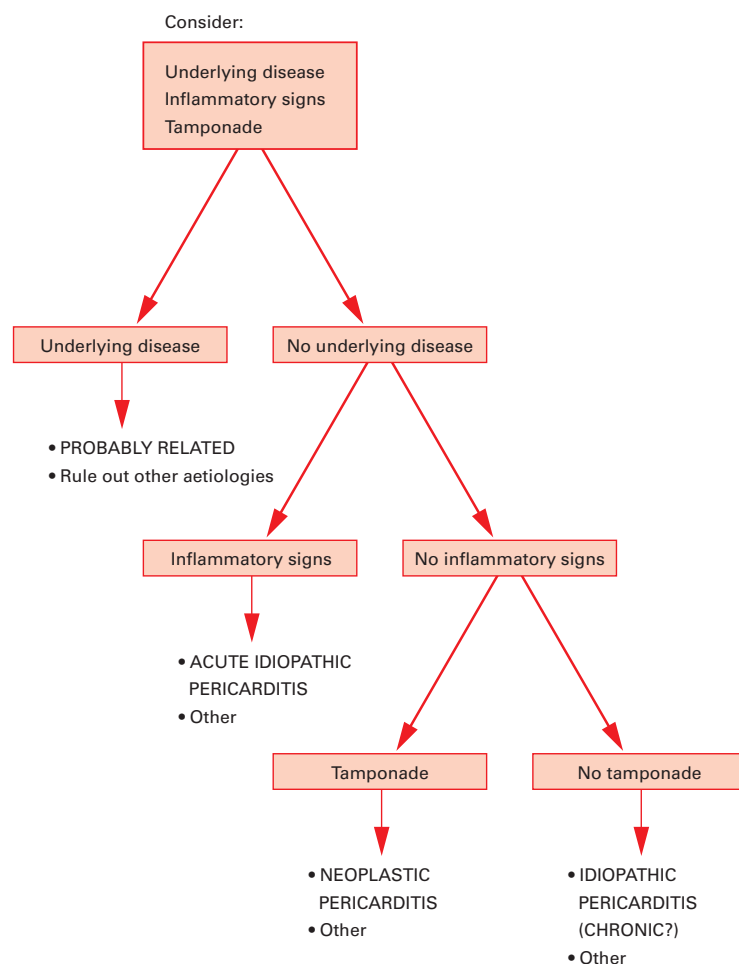 Consider:
Underlying disease
Inflammatory signs
Tamponade
Underlying disease
No underlying disease
• PROBABLY RELATED
• Rule out other aetiologies
Inflammatory signs
No inflammatory signs
• ACUTE IDIOPATHIC
PERICARDITIS
• Other
Tamponade
No tamponade
• NEOPLASTIC
PERICARDITIS
• Other
• IDIOPATHIC
PERICARDITIS
(CHRONIC?)
• Other